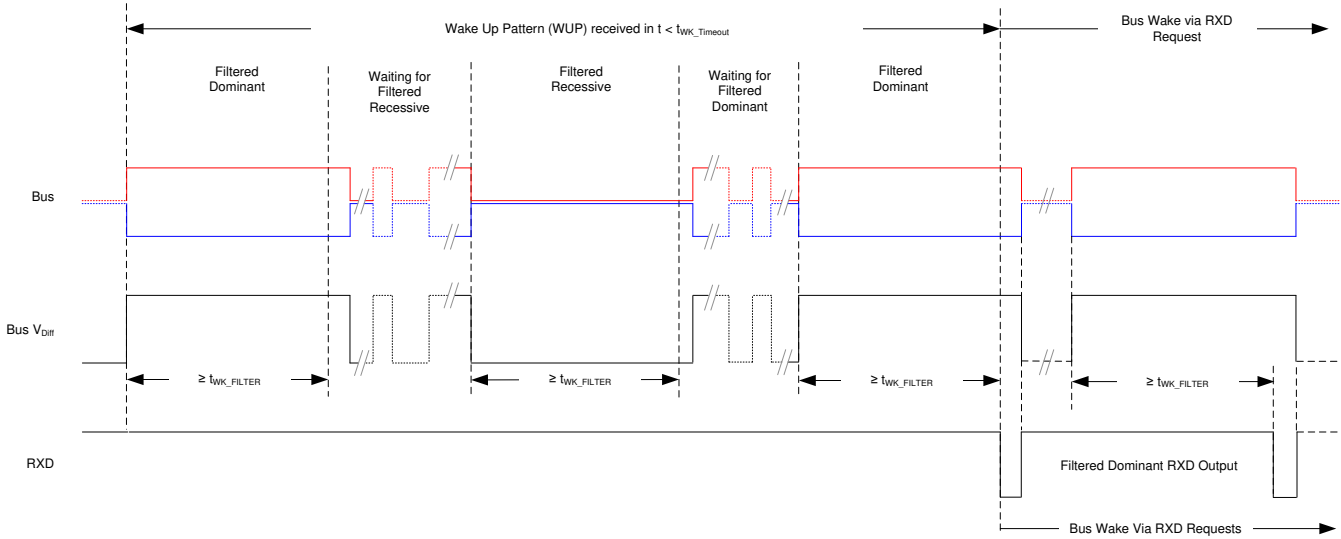 Wake Up Pattern (WUP) received in t < tWK_Timeout
Bus Wake via RXD
Request
Filtered
Dominant
Waiting for
Filtered
Recessive
Filtered
Recessive
Waiting for
Filtered
Dominant
Filtered
Dominant
Bus
Bus VDiff
≥ tWK_FILTER
≥ tWK_FILTER
≥ tWK_FILTER
≥ tWK_FILTER
RXD
Filtered Dominant RXD Output
Bus Wake Via RXD Requests